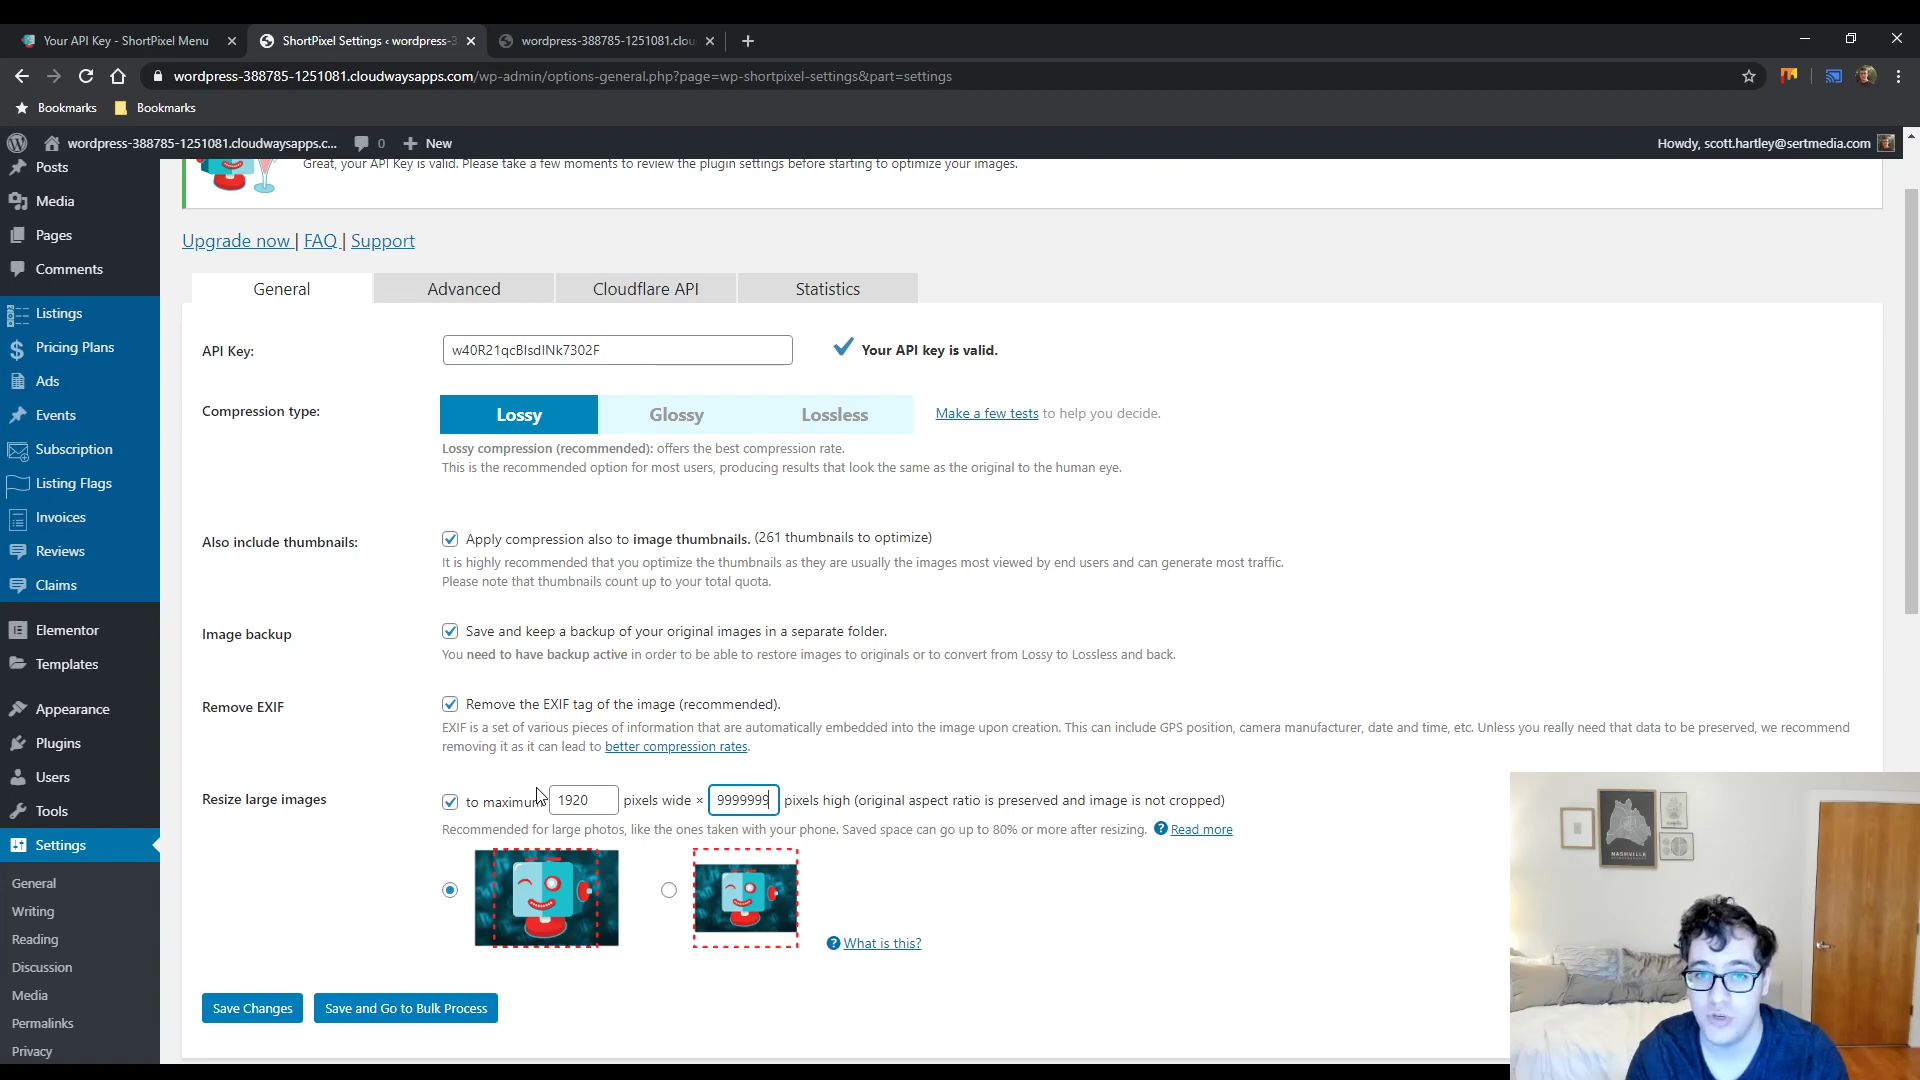 Your API Key - ShortPixel Menu
ShortPixel Settings ‹ wordpress-3
wordpress-388785-1251081.clou
wordpress-388785-1251081.cloudwaysapps.com/wp-admin/options-general.php?page=wp-shortpixel-settings&part=settings
Bookmarks Bookmarks
wordpress-388785-1251081.cloudwaysapps.c... 0 New
Howdy, scott.hartley@sertmedia.com
Posts
Media
Pages
Comments
Listings
Pricing Plans
Ads
Events
Subscription
Listing Flags
Invoices
Reviews
Claims
Elementor
Templates
Appearance
Plugins
Users
Tools
Settings
General
Writing
Reading
Discussion
Media
Permalinks
Privacy
Great, your API Key is valid. Please take a few moments to review the plugin settings before starting to optimize your images.
Upgrade now | FAQ | Support
General Advanced Cloudflare API Statistics
API Key: w40R21qcBIsdINk7302F Your API key is valid.
Compression type: Lossy Glossy Lossless Make a few tests to help you decide.
Lossy compression (recommended): offers the best compression rate.
This is the recommended option for most users, producing results that look the same as the original to the human eye.
Also include thumbnails: Apply compression also to image thumbnails. (261 thumbnails to optimize)
It is highly recommended that you optimize the thumbnails as they are usually the images most viewed by end users and can generate most traffic.
Please note that thumbnails count up to your total quota.
Image backup Save and keep a backup of your original images in a separate folder.
You need to have backup active in order to be able to restore images to originals or to convert from Lossy to Lossless and back.
Remove EXIF Remove the EXIF tag of the image (recommended).
EXIF is a set of various pieces of information that are automatically embedded into the image upon creation. This can include GPS position, camera manufacturer, date and time, etc. Unless you really need that data to be preserved, we recommend
removing it as it can lead to better compression rates.
Resize large images to maximum 1920 pixels wide × 9999999 pixels high (original aspect ratio is preserved and image is not cropped)
Recommended for large photos, like the ones taken with your phone. Saved space can go up to 80% or more after resizing. ? Read more
? What is this?
Save Changes Save and Go to Bulk Process
NASHVILLE